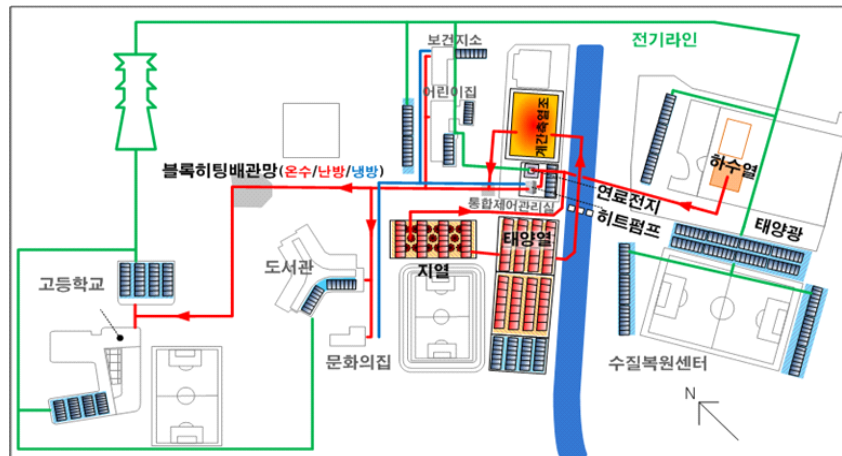 보건지소
전기라인
어린이집
계간축열조
하수열
블록히팅배관망(온수/난방/냉방)
연료전지
통합제어관리실
히트펌프
태양광
태양열
도서관
지열
고등학교
문화의집
수질복원센터
N